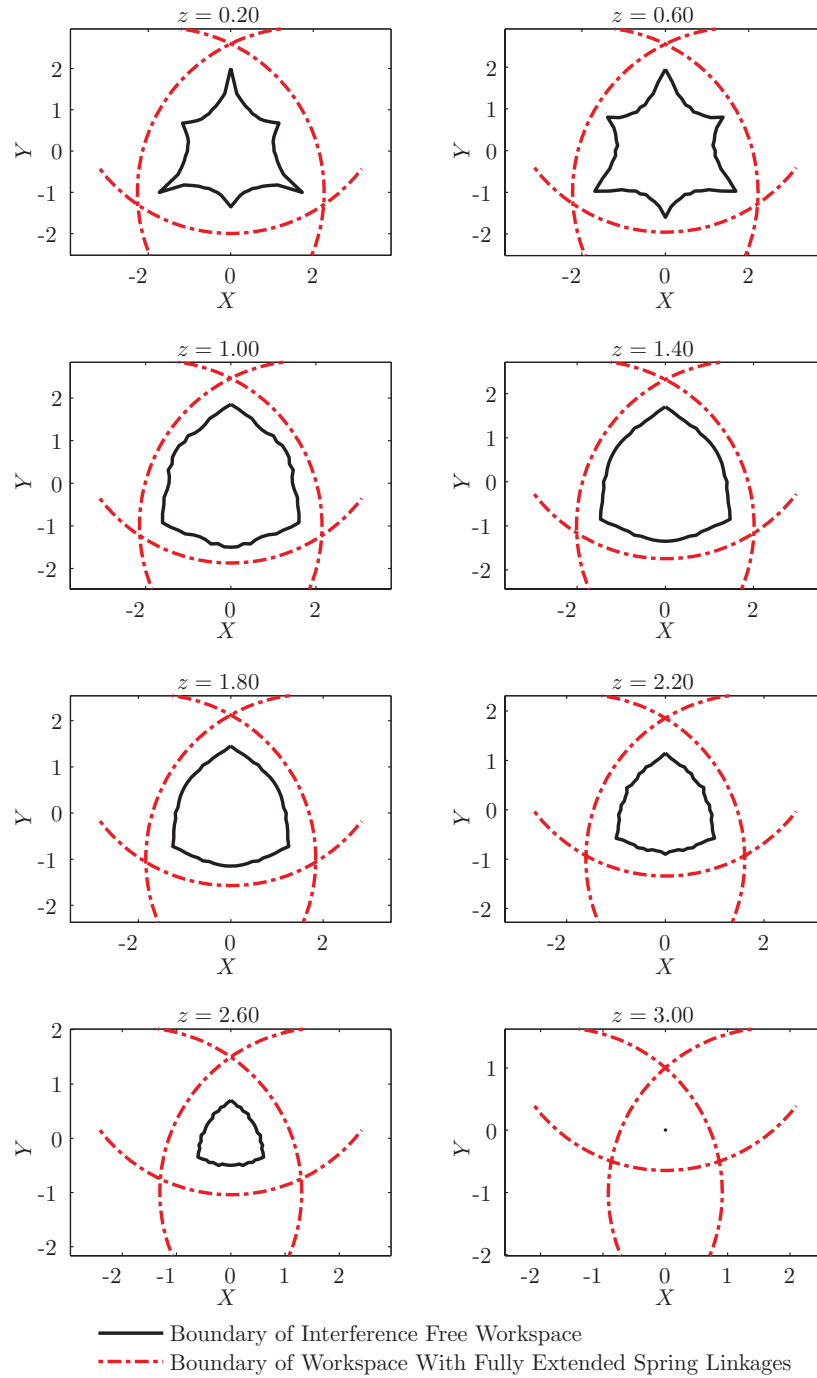 z = 0.20
z = 0.60
2
1
0
-1
-2
Y
-2 0 2
X
2
1
0
-1
-2
Y
-2 0 2
X
z = 1.00
z = 1.40
2
1
0
-1
-2
Y
-2 0 2
X
2
1
0
-1
-2
Y
-2 0 2
X
z = 1.80
z = 2.20
2
1
0
-1
-2
Y
-2 0 2
X
2
1
0
-1
-2
Y
-2 0 2
X
z = 2.60
z = 3.00
2
1
0
-1
-2
Y
-2 -1 0 1 2
X
1
0
-1
-2
Y
-2 -1 0 1 2
X
Boundary of Interference Free Workspace
Boundary of Workspace With Fully Extended Spring Linkages